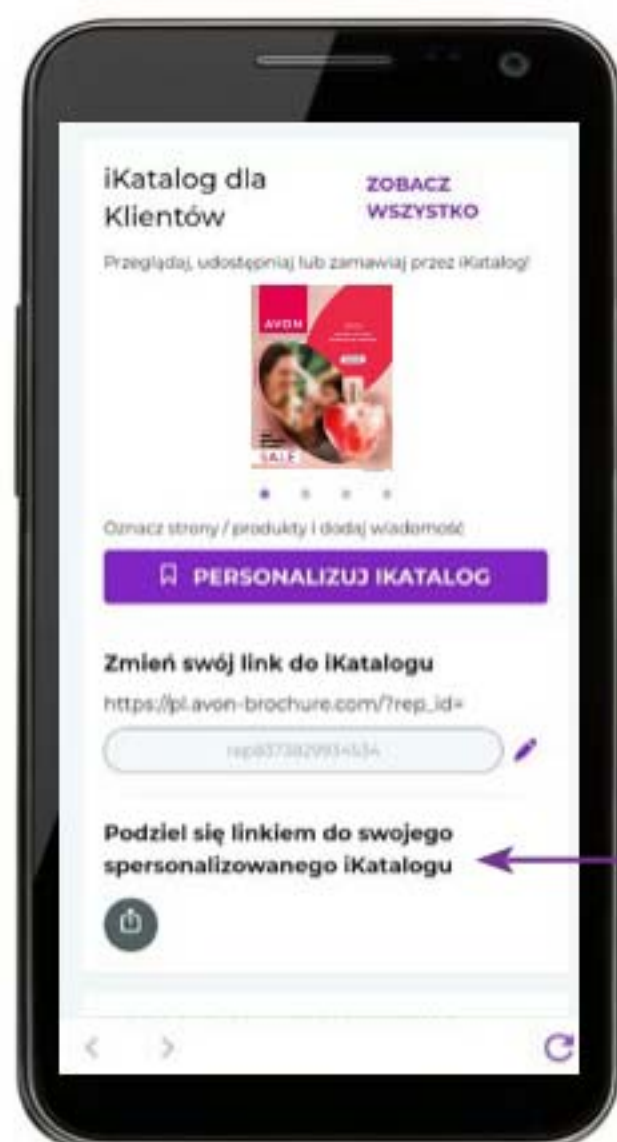 iKatalog dla
Klientów
ZOBACZ
WSZYSTKO
Przeglądaj, udostępniaj lub zamawiaj przez iKatalog!
AVON
SALE
Oznacz strony / produkty i dodaj wiadomość
PERSONALIZUJ IKATALOG
Zmień swój link do iKatalogu
https://pl.avon-brochure.com/?rep_id=
Podziel się linkiem do swojego
spersonalizowanego iKatalogu